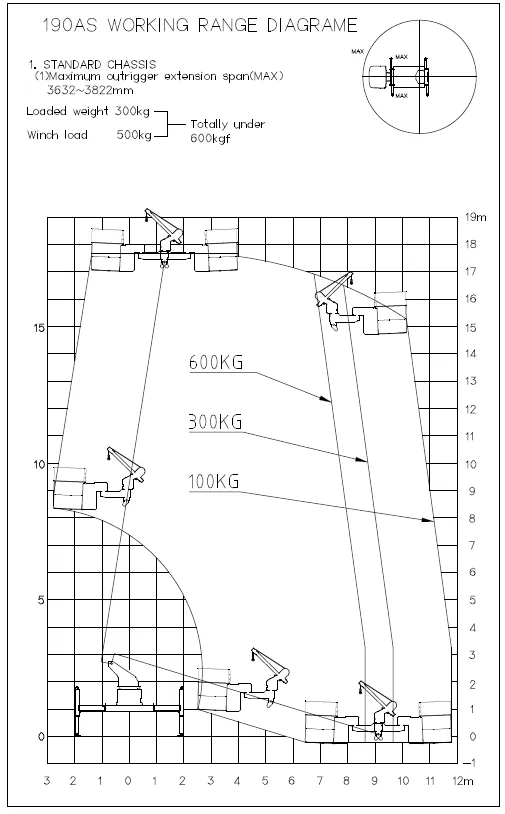 190AS WORKING RANGE DIAGRAME
1. STANDARD CHASSIS
(1)Maximum outrigger extension span(MAX)
3632~3822mm
Loaded weight 300kg
Winch load 500kg
Totally under
600kgf
MAX
MAX
MAX
19m
18
17
16
15
14
13
12
11
10
9
8
7
6
5
4
3
2
1
0
-1
15
10
5
0
600KG
300KG
100KG
3 2 1 0 1 2 3 4 5 6 7 8 9 10 11 12m